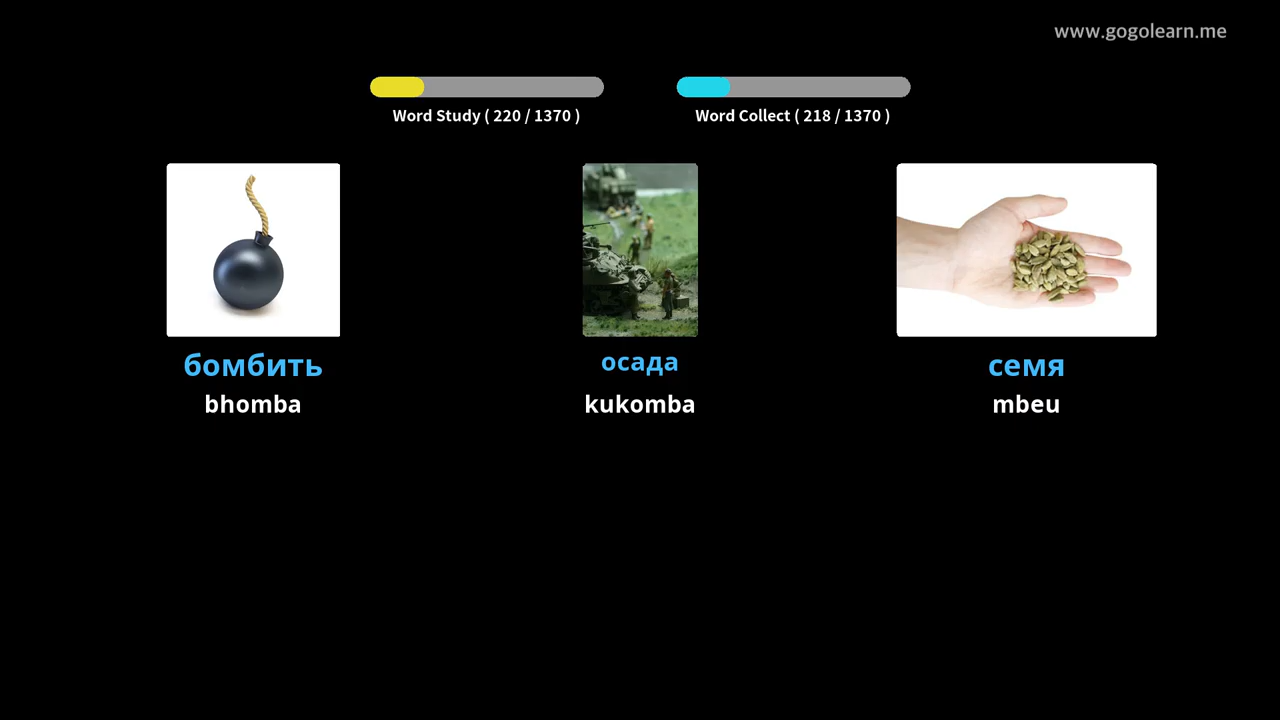 www.gogolearn.me
Word Study ( 220 / 1370 )
Word Collect ( 218 / 1370 )
бомбить
осада
семя
bhomba
kukomba
mbeu